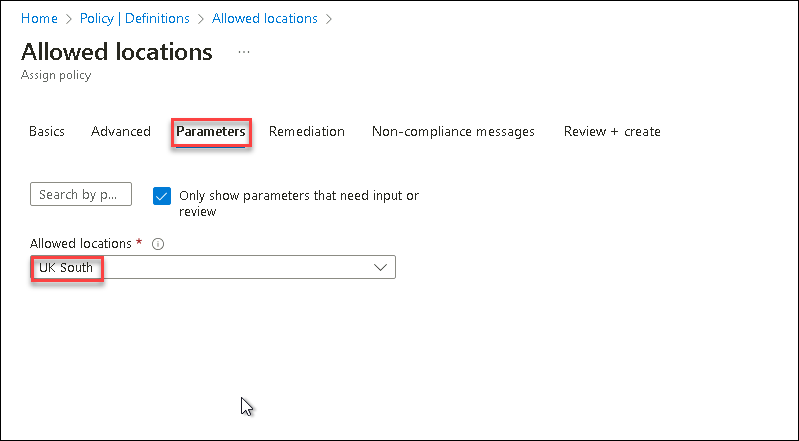 Home > Policy | Definitions > Allowed locations >
Allowed locations ...
Assign policy
Basics Advanced Parameters Remediation Non-compliance messages Review + create
Search by p... Only show parameters that need input or
review
Allowed locations *
UK South